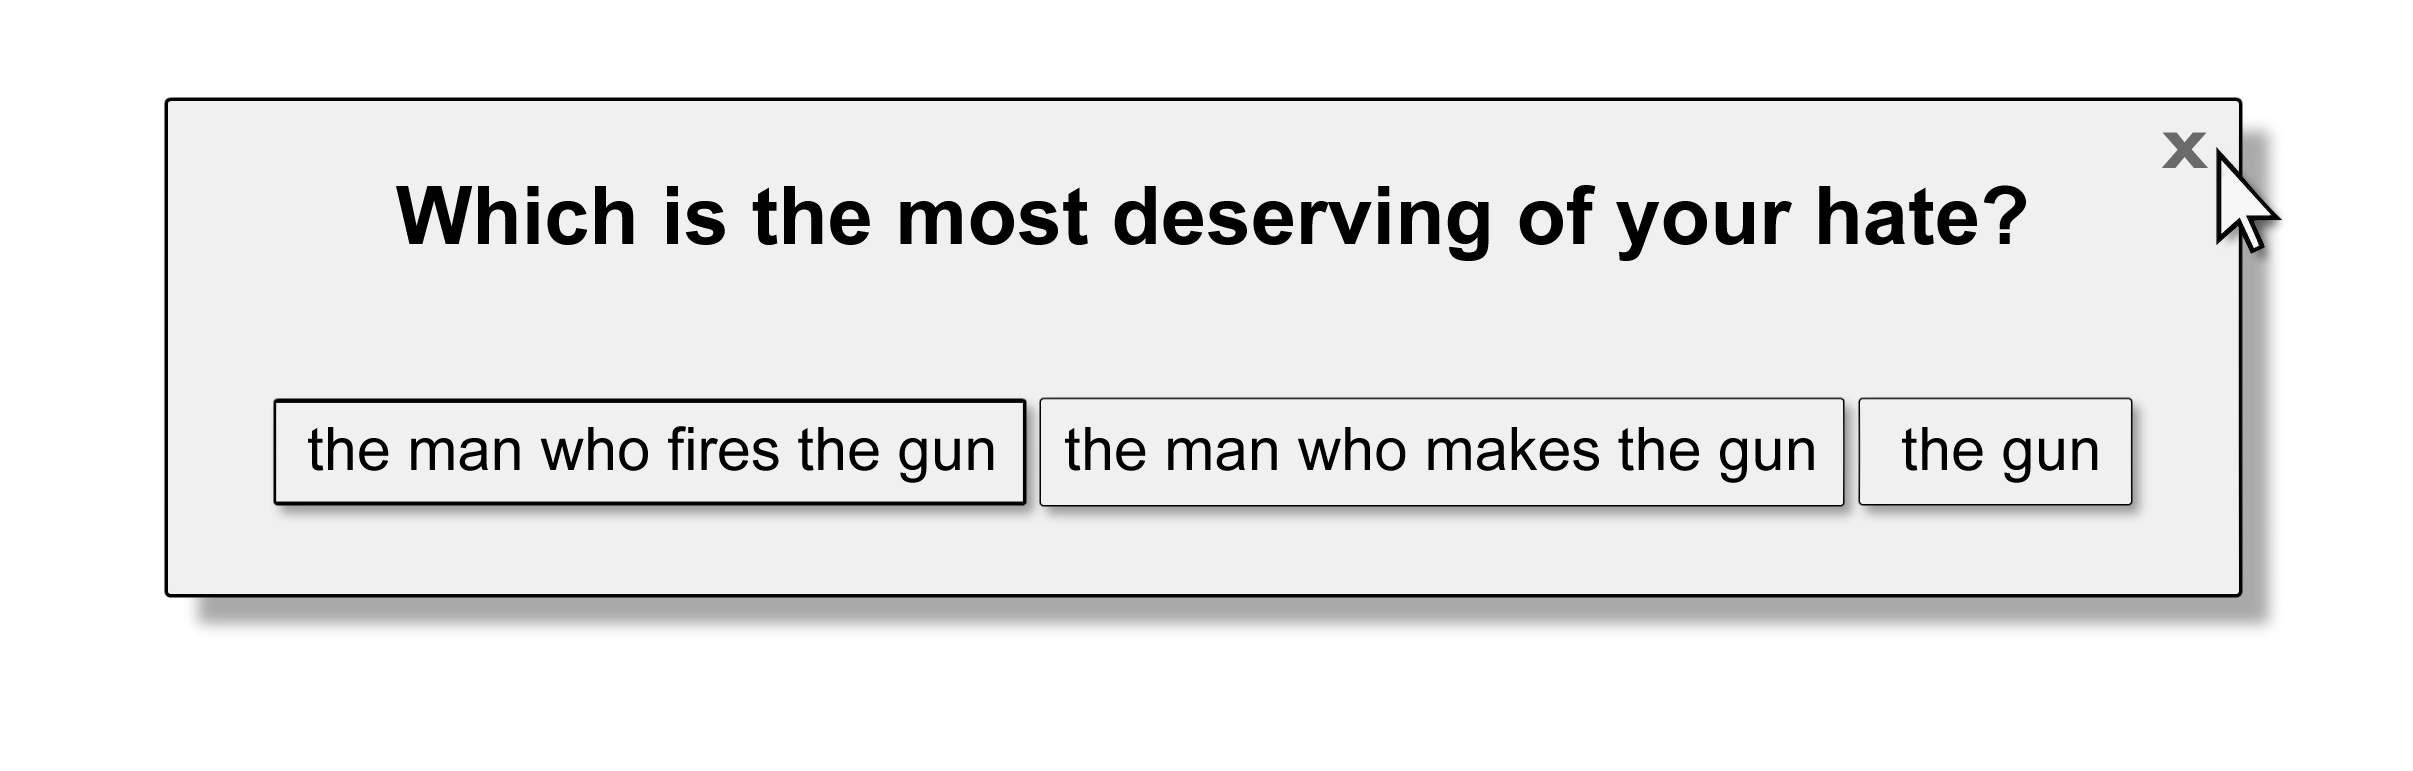 x
Which is the most deserving of your hate?
the man who fires the gun the man who makes the gun the gun